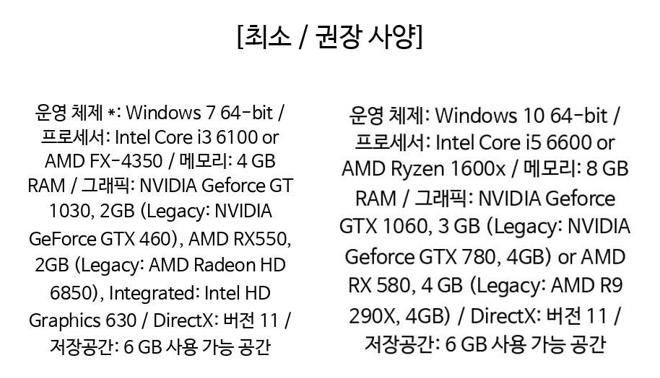 [최소 / 권장 사양]
운영 체제 *: Windows 7 64-bit /
프로세서: Intel Core i3 6100 or
AMD FX-4350 / 메모리: 4 GB
RAM / 그래픽: NVIDIA Geforce GT
1030, 2GB (Legacy: NVIDIA
GeForce GTX 460), AMD RX550,
2GB (Legacy: AMD Radeon HD
6850), Integrated: Intel HD
Graphics 630 / DirectX: 버전 11 /
저장공간: 6 GB 사용 가능 공간
운영 체제: Windows 10 64-bit /
프로세서: Intel Core i5 6600 or
AMD Ryzen 1600x / 메모리: 8 GB
RAM / 그래픽: NVIDIA Geforce
GTX 1060, 3 GB (Legacy: NVIDIA
Geforce GTX 780, 4GB) or AMD
RX 580, 4 GB (Legacy: AMD R9
290X, 4GB) / DirectX: 버전 11 /
저장공간: 6 GB 사용 가능 공간